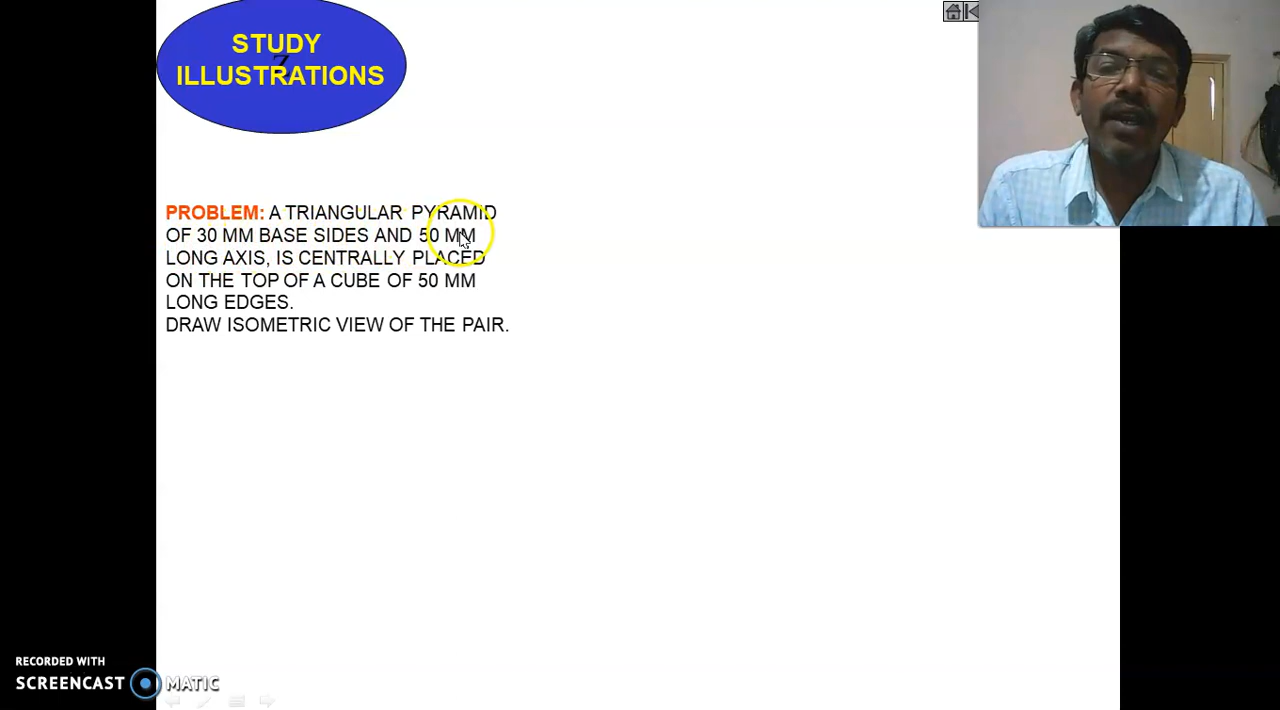 STUDY
ILLUSTRATIONS
PROBLEM: A TRIANGULAR PYRAMID
OF 30 MM BASE SIDES AND 50 MM
LONG AXIS, IS CENTRALLY PLACED
ON THE TOP OF A CUBE OF 50 MM
LONG EDGES.
DRAW ISOMETRIC VIEW OF THE PAIR.
RECORDED WITH
SCREENCAST MATIC